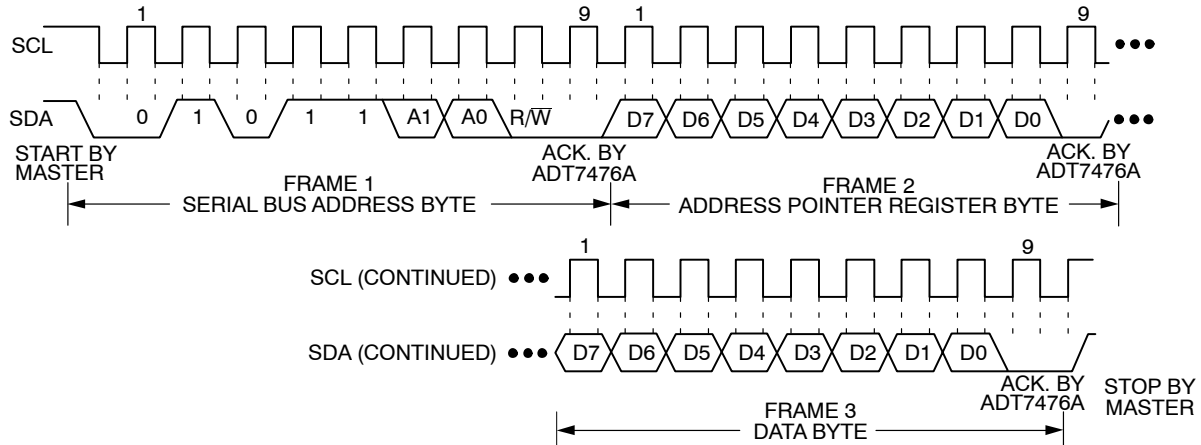 1 9 1 9
SCL
SDA 0 1 0 1 1 A1 A0 R/W̅ D7 D6 D5 D4 D3 D2 D1 D0
START BY
MASTER
ACK. BY
ADT7476A
ACK. BY
ADT7476A
FRAME 1
SERIAL BUS ADDRESS BYTE
FRAME 2
ADDRESS POINTER REGISTER BYTE
1 9
SCL (CONTINUED)
SDA (CONTINUED) D7 D6 D5 D4 D3 D2 D1 D0
ACK. BY
ADT7476A
STOP BY
MASTER
FRAME 3
DATA BYTE